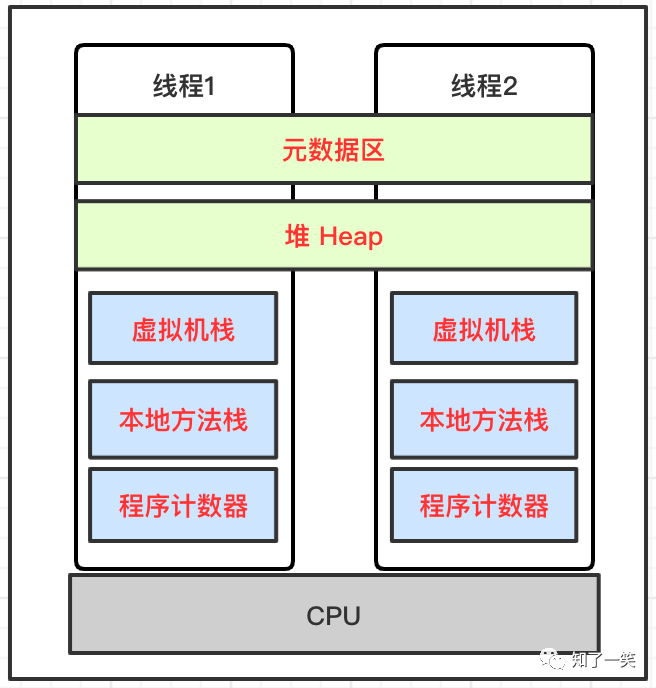 线程1 线程2
元数据区
堆 Heap
虚拟机栈 虚拟机栈
本地方法栈 本地方法栈
程序计数器 程序计数器
CPU
知了一笑